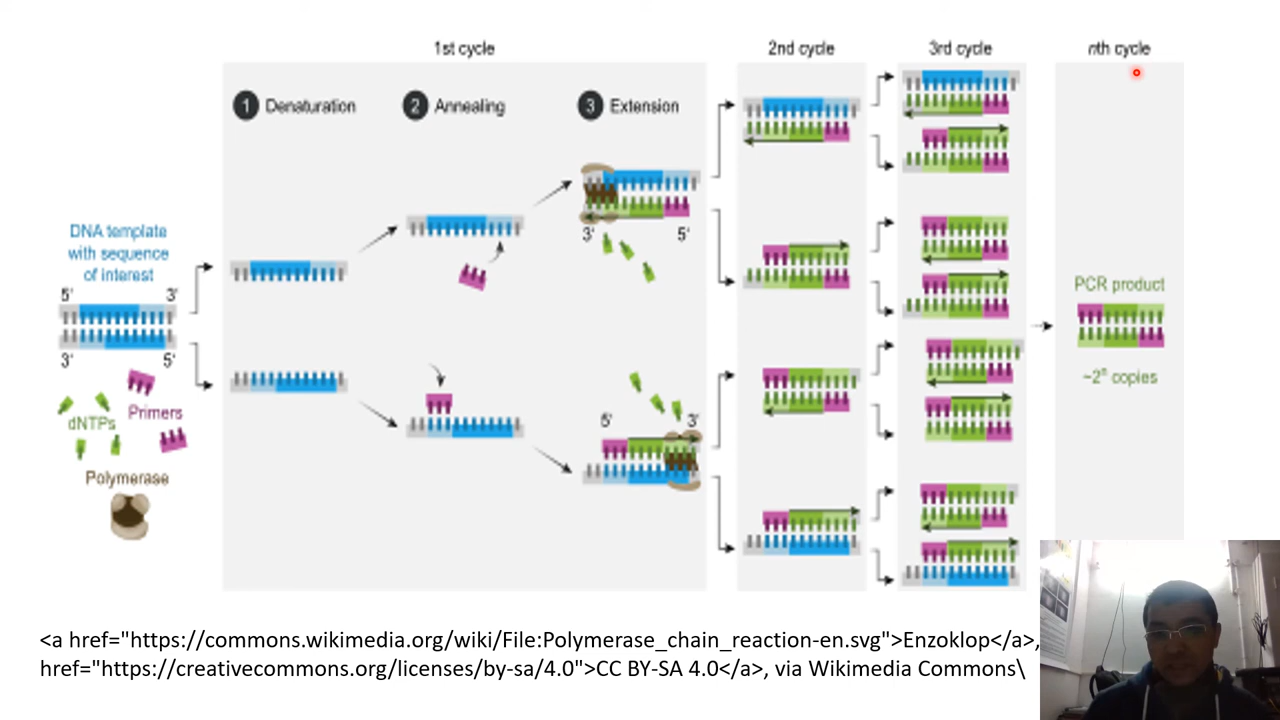 1st cycle
2nd cycle
3rd cycle
nth cycle
1 Denaturation
2 Annealing
3 Extension
DNA template
with sequence
of interest
5' 3'
3' 5'
Primers
dNTPs
Polymerase
3' 5'
5' 3'
PCR product
~2ⁿ copies
<a href="https://commons.wikimedia.org/wiki/File:Polymerase_chain_reaction-en.svg">Enzoklop</a>,
href="https://creativecommons.org/licenses/by-sa/4.0">CC BY-SA 4.0</a>, via Wikimedia Commons\